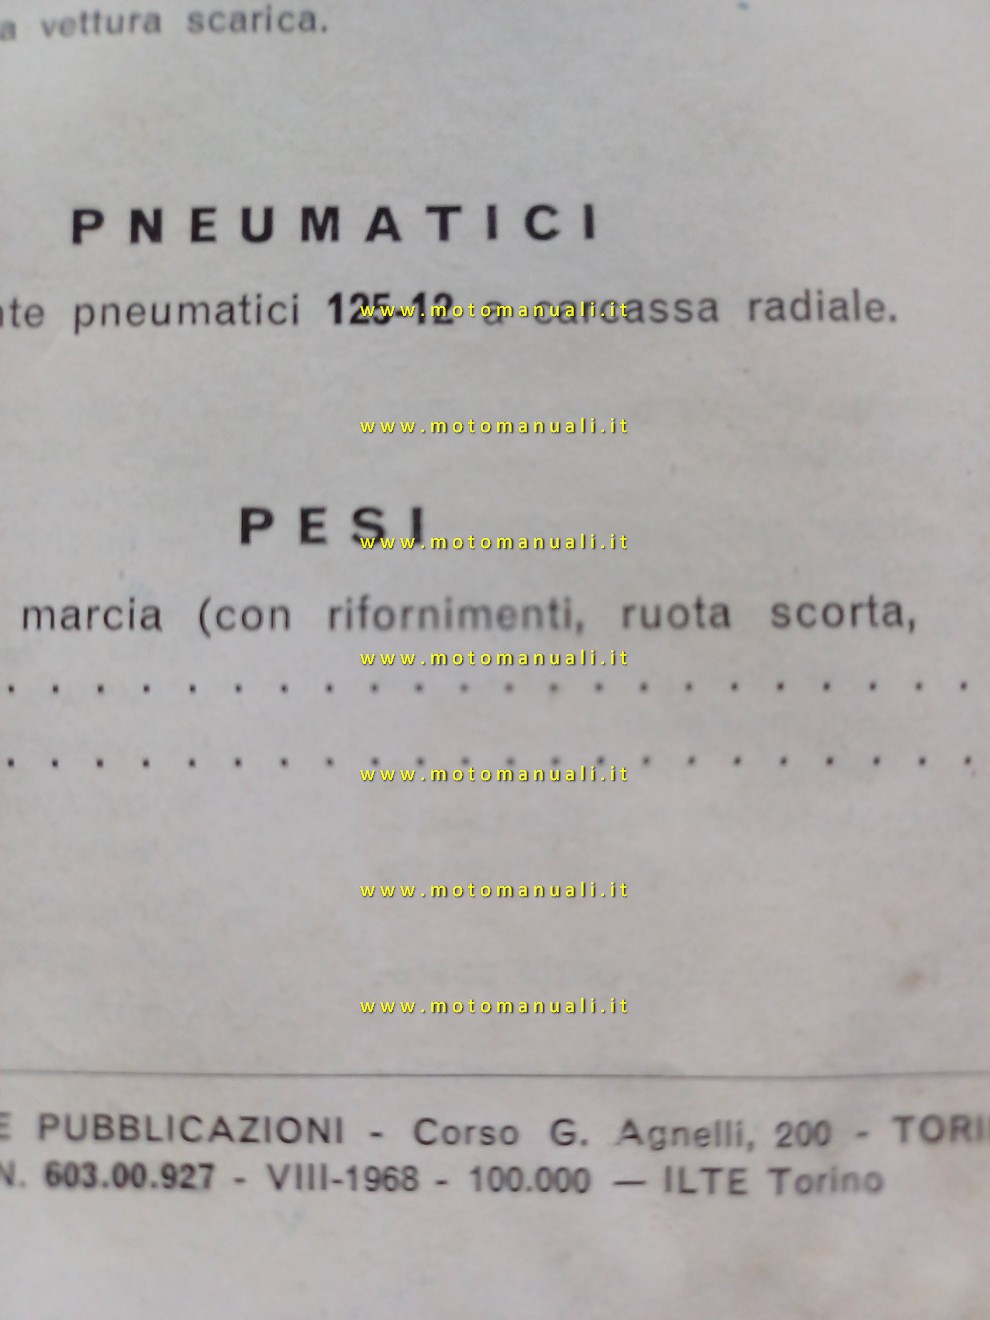 a vettura scarica.
PNEUMATICI
nte pneumatici 125-12 a carcassa radiale.
www.motomanuali.it
www.motomanuali.it
PESI
www.motomanuali.it
marcia (con rifornimenti, ruota scorta,
www.motomanuali.it
. . . . . . . . . . . . . . . . . . . . . .
. . . . . . . . . . . . . . . . . . . . . .
www.motomanuali.it
www.motomanuali.it
www.motomanuali.it
E PUBBLICAZIONI - Corso G. Agnelli, 200 - TORI
N. 603.00.927 - VIII-1968 - 100.000 — ILTE Torino